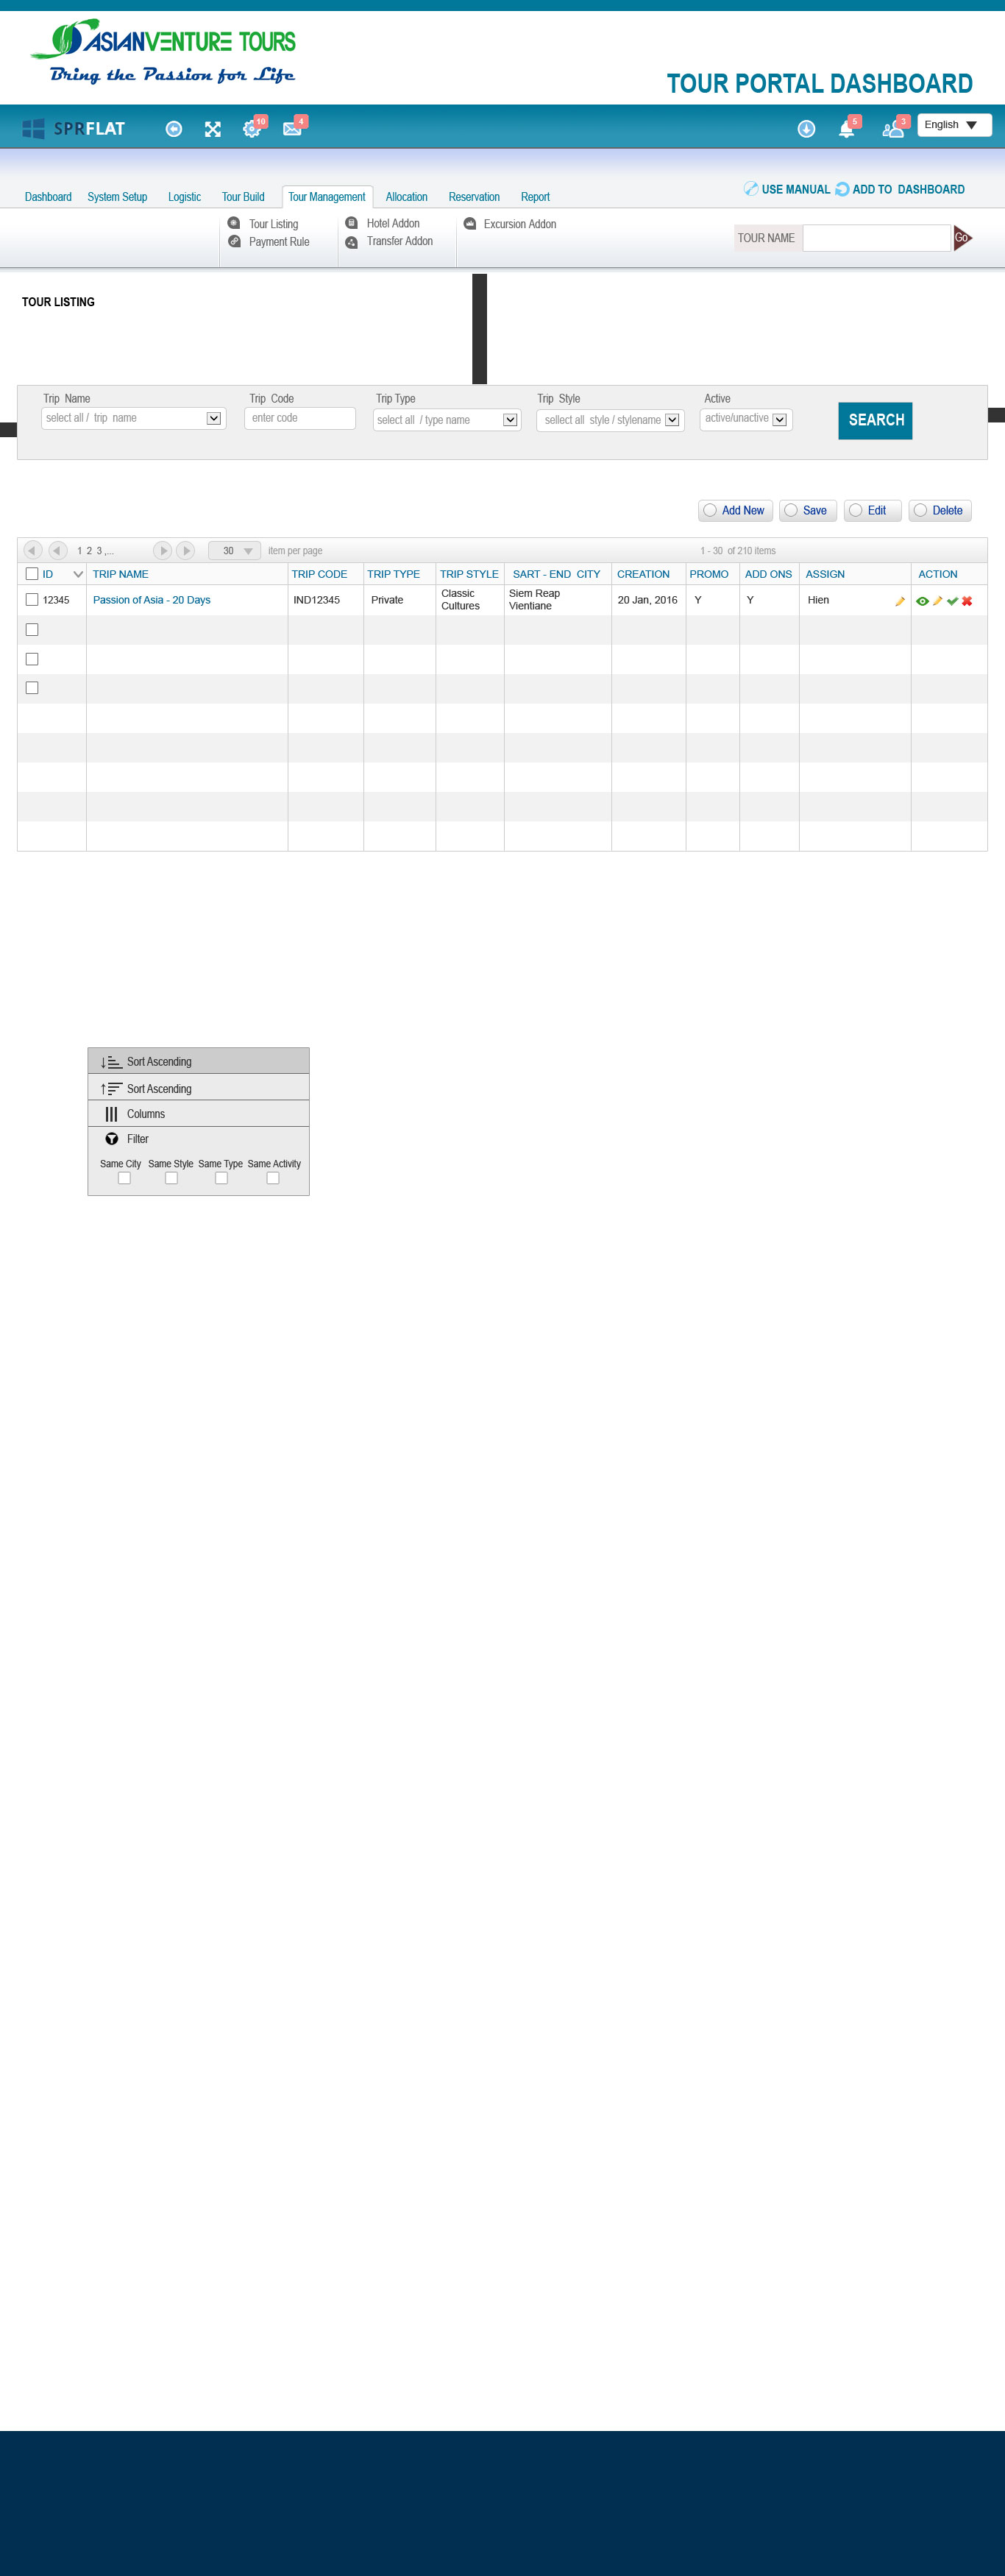 ASIANVENTURE TOURS
Bring the Passion for Life
TOUR PORTAL DASHBOARD
SPRFLAT
10
4
5
3
English
USE MANUAL
ADD TO DASHBOARD
Dashboard System Setup Logistic Tour Build Tour Management Allocation Reservation Report
Tour Listing
Hotel Addon
Excursion Addon
Payment Rule
Transfer Addon
TOUR NAME
Go
TOUR LISTING
Trip Name Trip Code Trip Type Trip Style Active
select all / trip name
enter code
select all / type name
sellect all style / stylename
active/unactive
SEARCH
Add New Save Edit Delete
1 2 3 ,...
30
item per page
1 - 30 of 210 items
ID TRIP NAME TRIP CODE TRIP TYPE TRIP STYLE SART - END CITY CREATION PROMO ADD ONS ASSIGN ACTION
12345 Passion of Asia - 20 Days IND12345 Private Classic Cultures Siem Reap Vientiane 20 Jan, 2016 Y Y Hien
Sort Ascending
Sort Ascending
Columns
Filter
Same City Same Style Same Type Same Activity